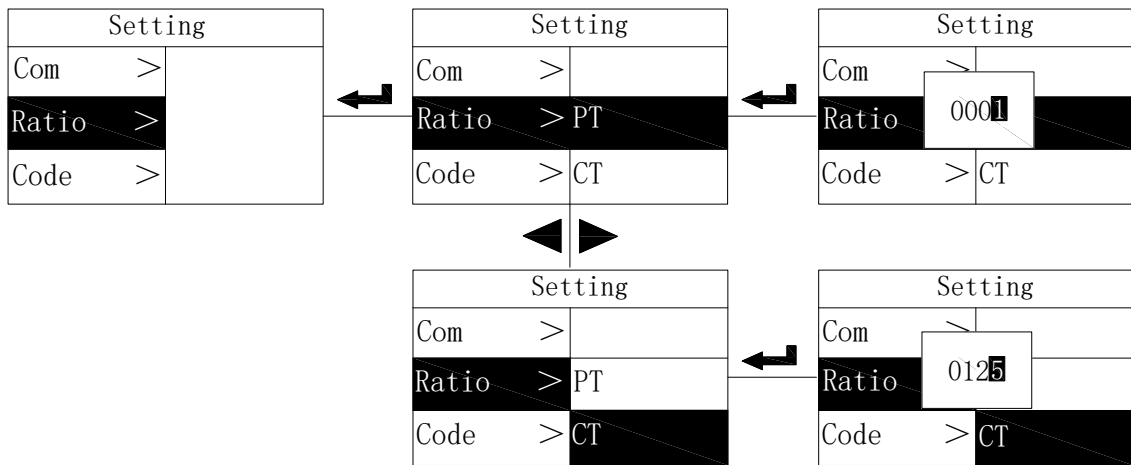 Setting
Com >
Ratio >
Code >
Setting
Com >
Ratio > PT
Code > CT
Setting
Com >
Ratio
0001
Code > CT
Setting
Com >
Ratio > PT
Code > CT
Setting
Com >
Ratio
0125
Code > CT